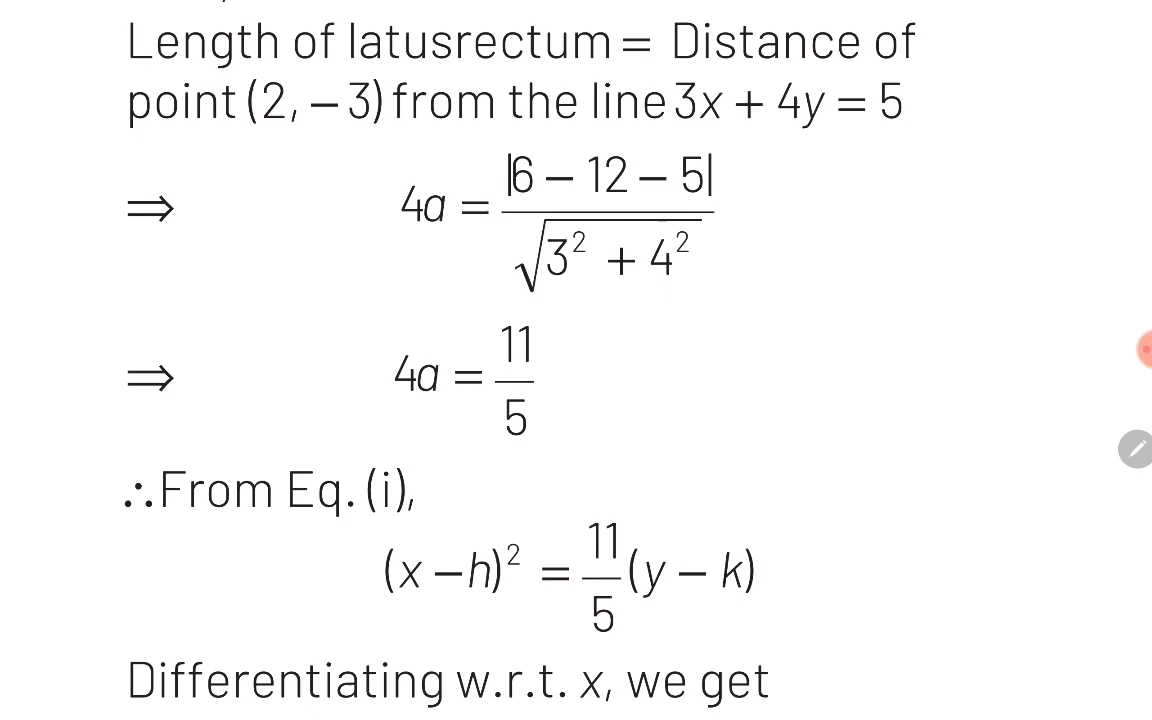 Length of latusrectum = Distance of
point (2, – 3) from the line 3x + 4y = 5
⇒ 4a = |6 – 12 – 5| / √(3² + 4²)
⇒ 4a = 11/5
∴ From Eq. (i),
(x – h)² = 11/5 (y – k)
Differentiating w.r.t. x, we get